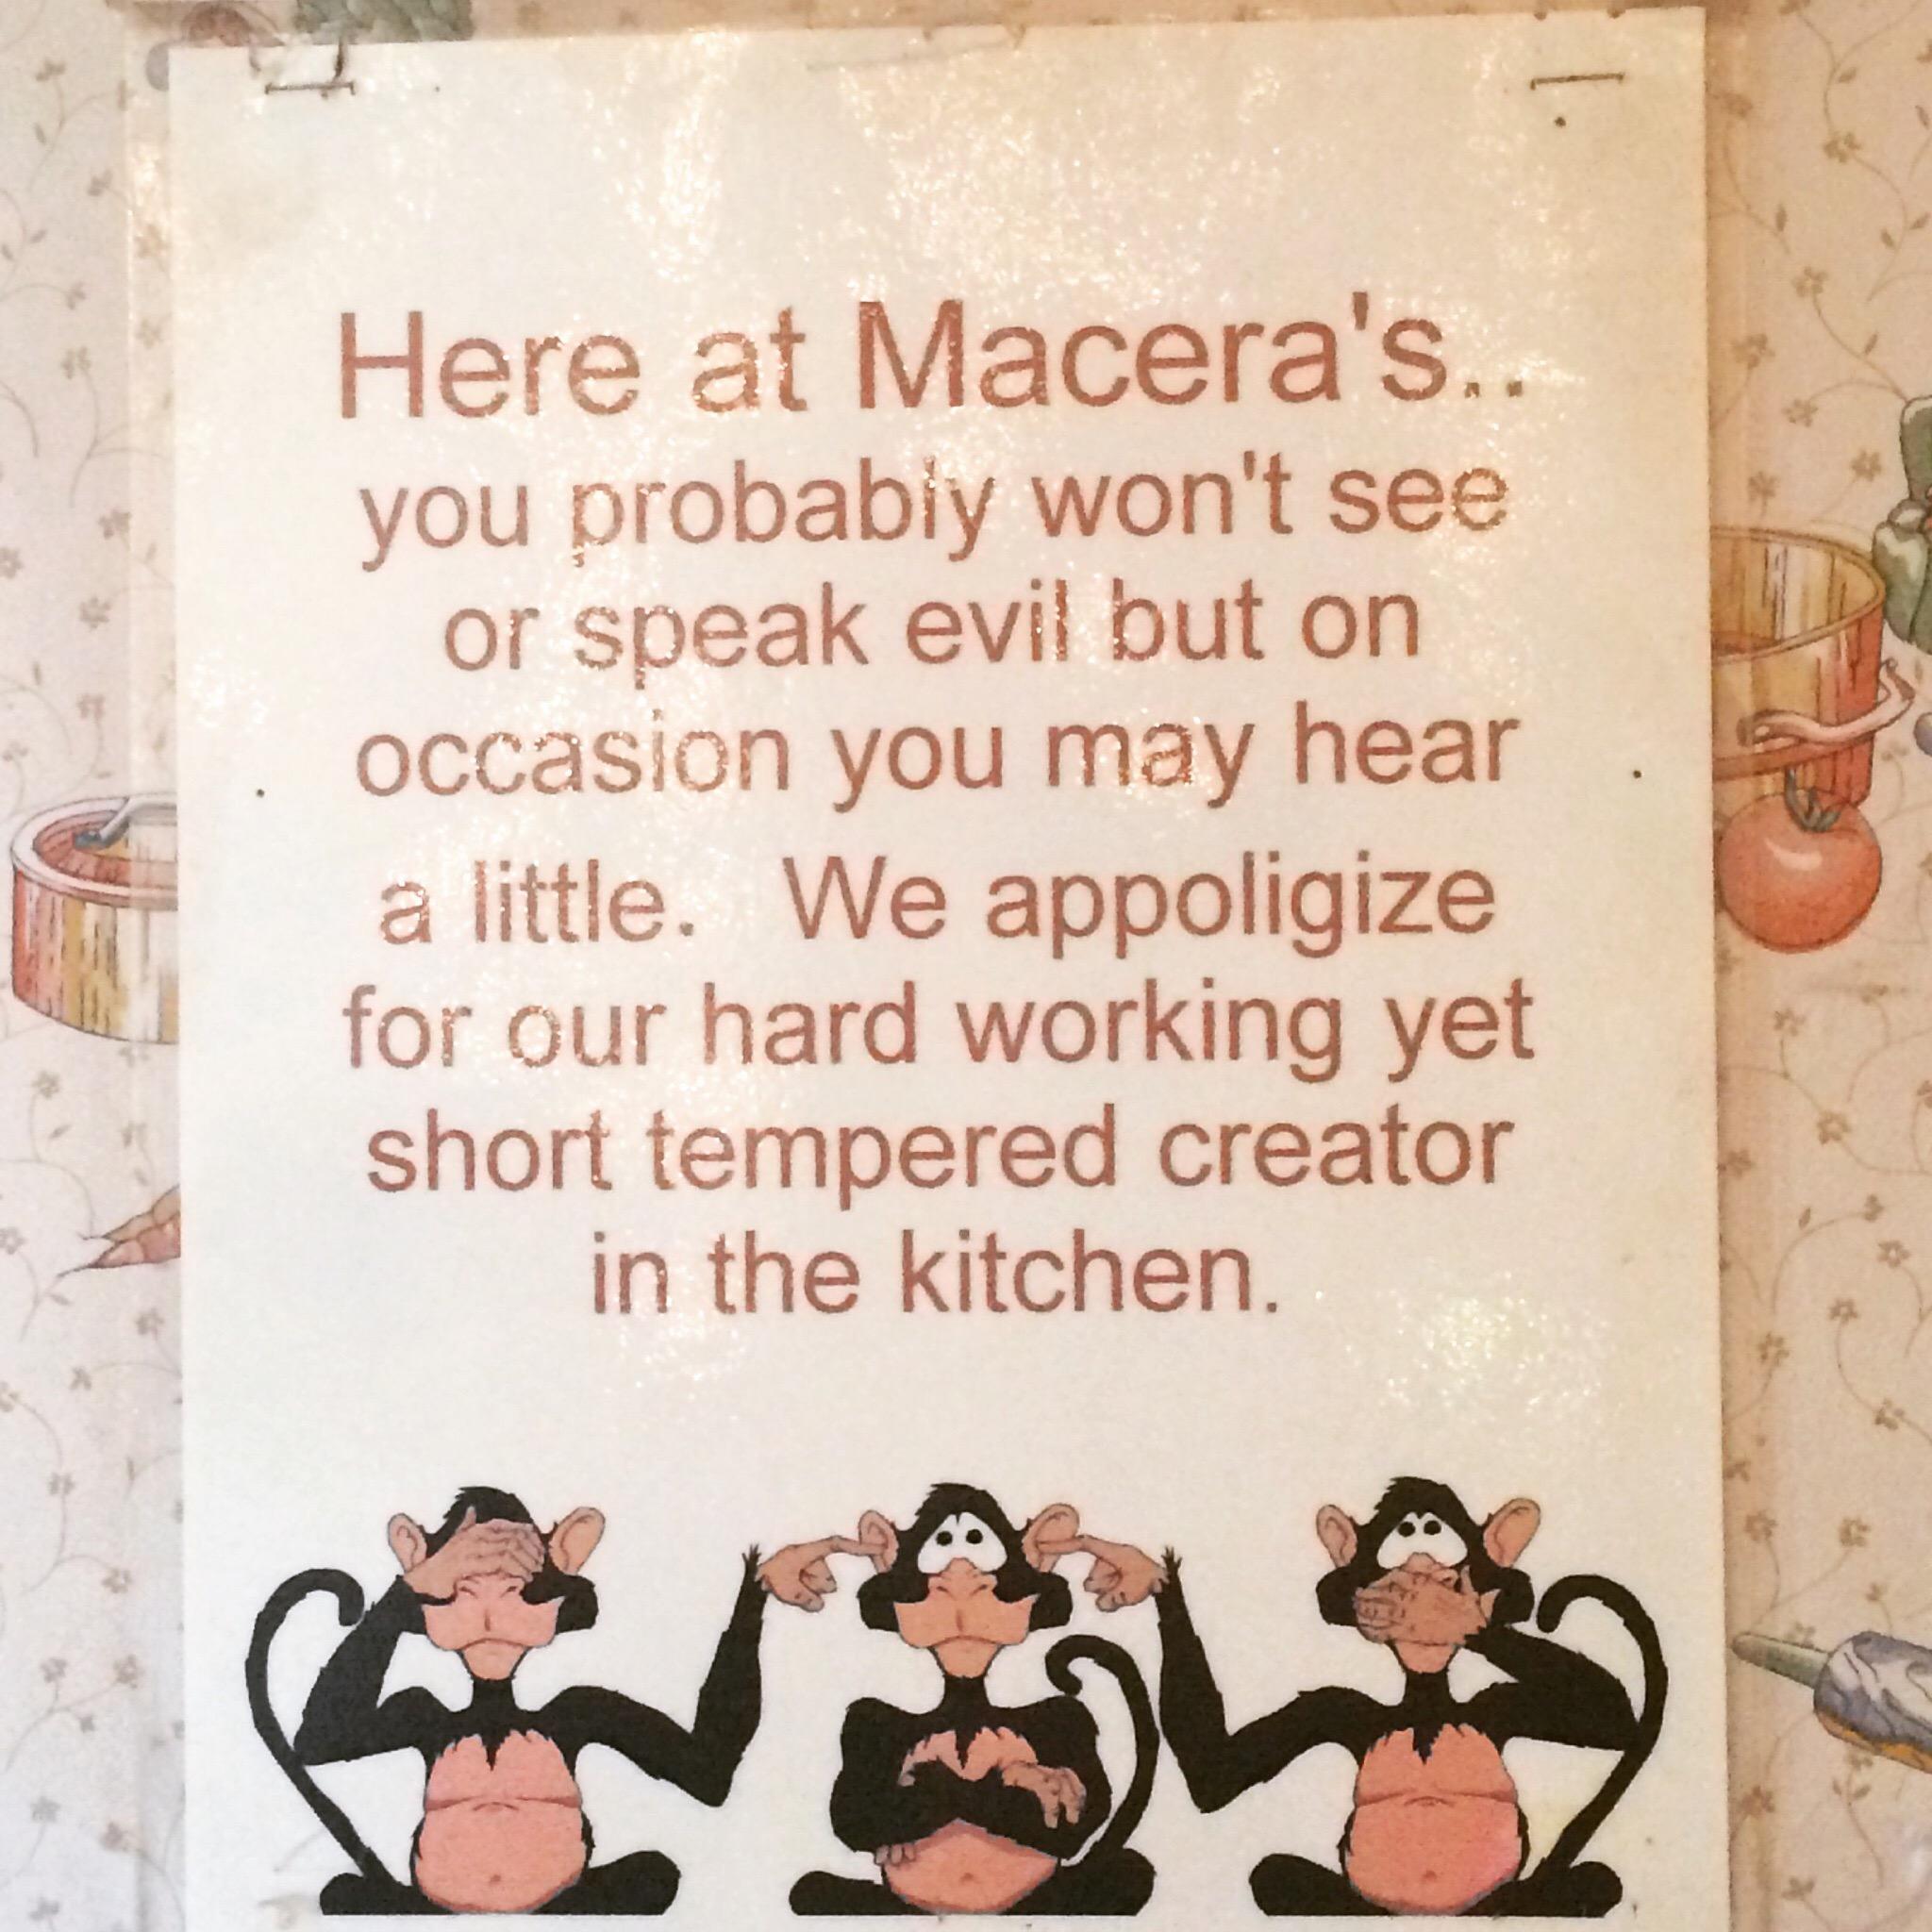 Here at Macera's..
you probably won't see
or speak evil but on
occasion you may hear
a little. We appoligize
for our hard working yet
short tempered creator
in the kitchen.